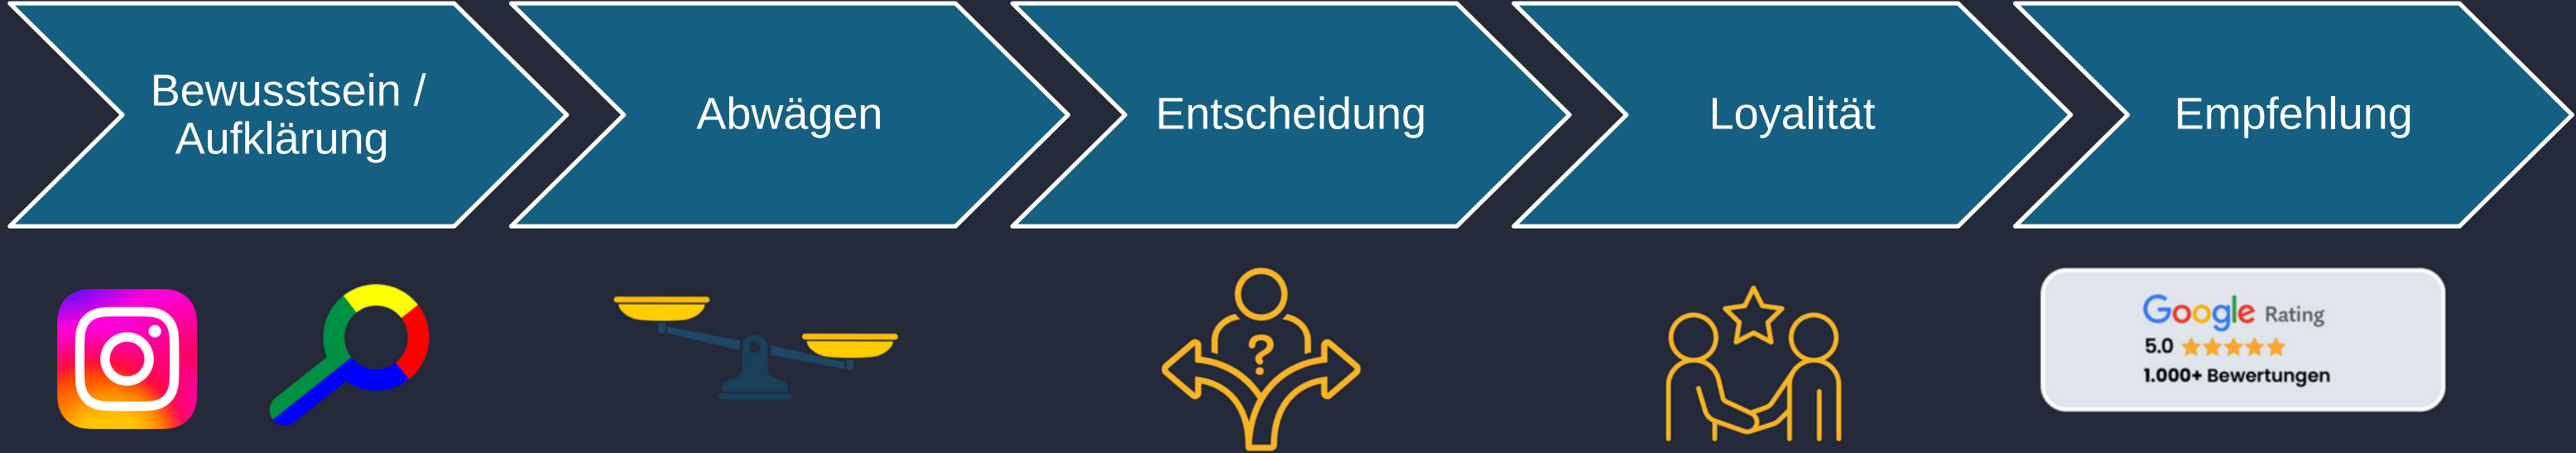 Bewusstsein /
Aufklärung
Abwägen
Entscheidung
Loyalität
Empfehlung
?
Google Rating
5.0
1.000+ Bewertungen